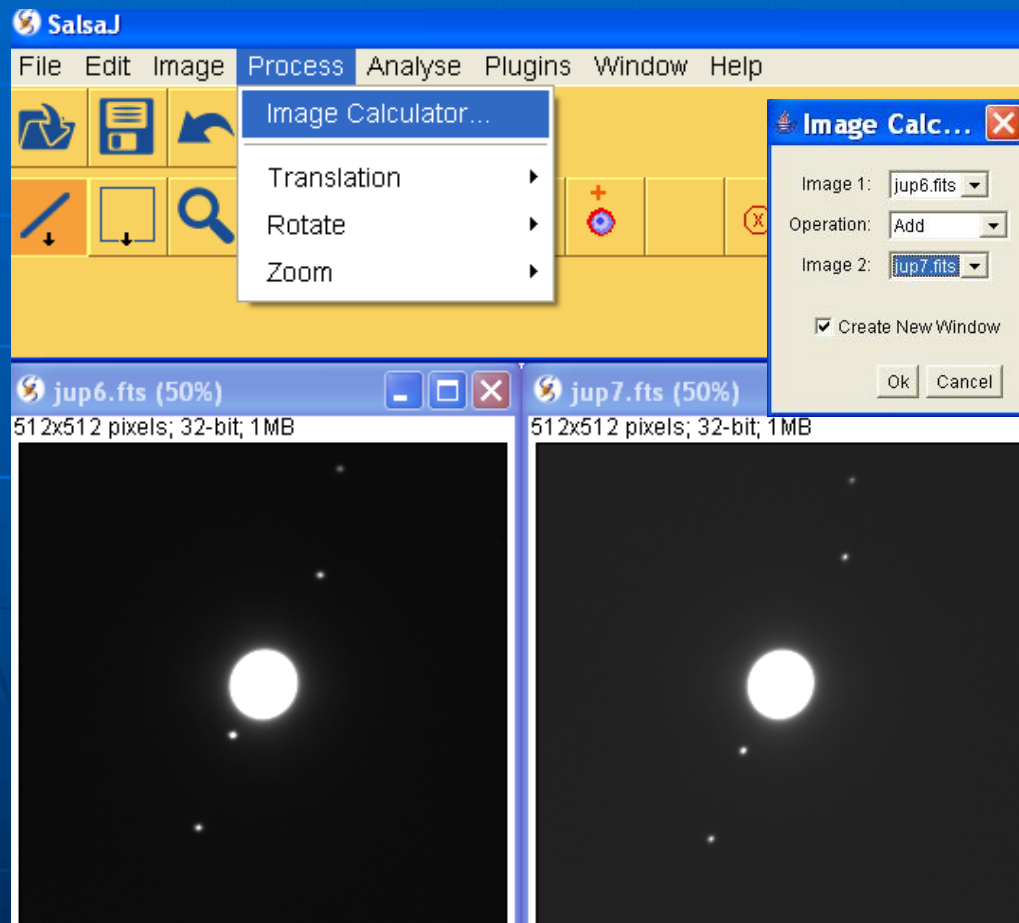 SalsaJ
File Edit Image Process Analyse Plugins Window Help
Image Calculator...
Translation
Rotate
Zoom
Image Calc...
Image 1: jup6.fits
Operation: Add
Image 2: jup7.fits
Create New Window
Ok Cancel
jup6.fts (50%)
512x512 pixels; 32-bit; 1MB
jup7.fts (50%)
512x512 pixels; 32-bit; 1MB